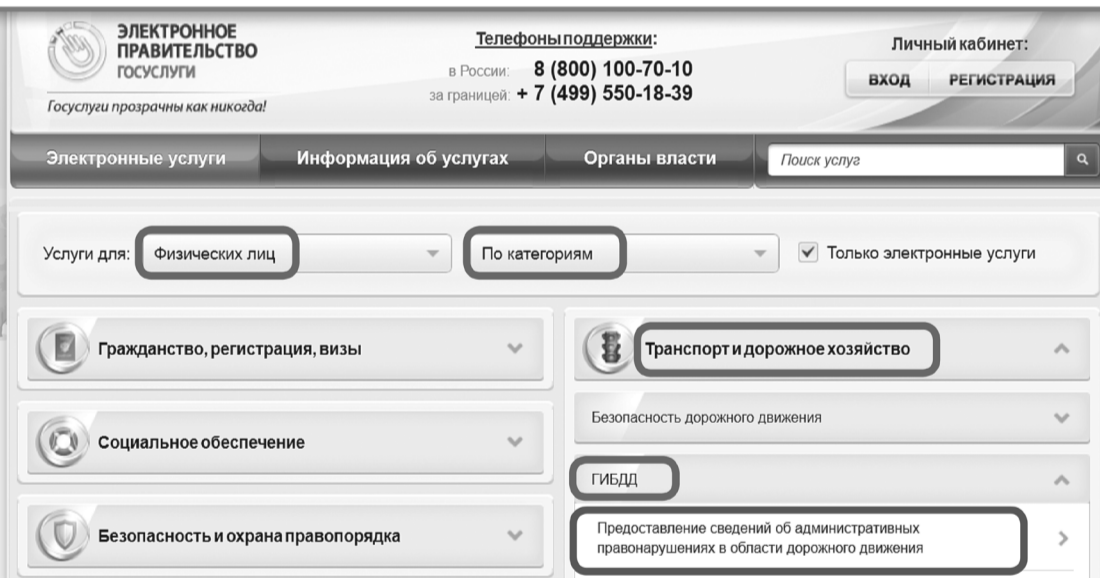 ЭЛЕКТРОННОЕ
ПРАВИТЕЛЬСТВО
ГОСУСЛУГИ
Госуслуги прозрачны как никогда!
Телефоны поддержки:
в России: 8 (800) 100-70-10
за границей: + 7 (499) 550-18-39
Личный кабинет:
ВХОД РЕГИСТРАЦИЯ
Электронные услуги Информация об услугах Органы власти Поиск услуг
Услуги для: Физических лиц По категориям Только электронные услуги
Гражданство, регистрация, визы
Социальное обеспечение
Безопасность и охрана правопорядка
Транспорт и дорожное хозяйство
Безопасность дорожного движения
ГИБДД
Предоставление сведений об административных
правонарушениях в области дорожного движения